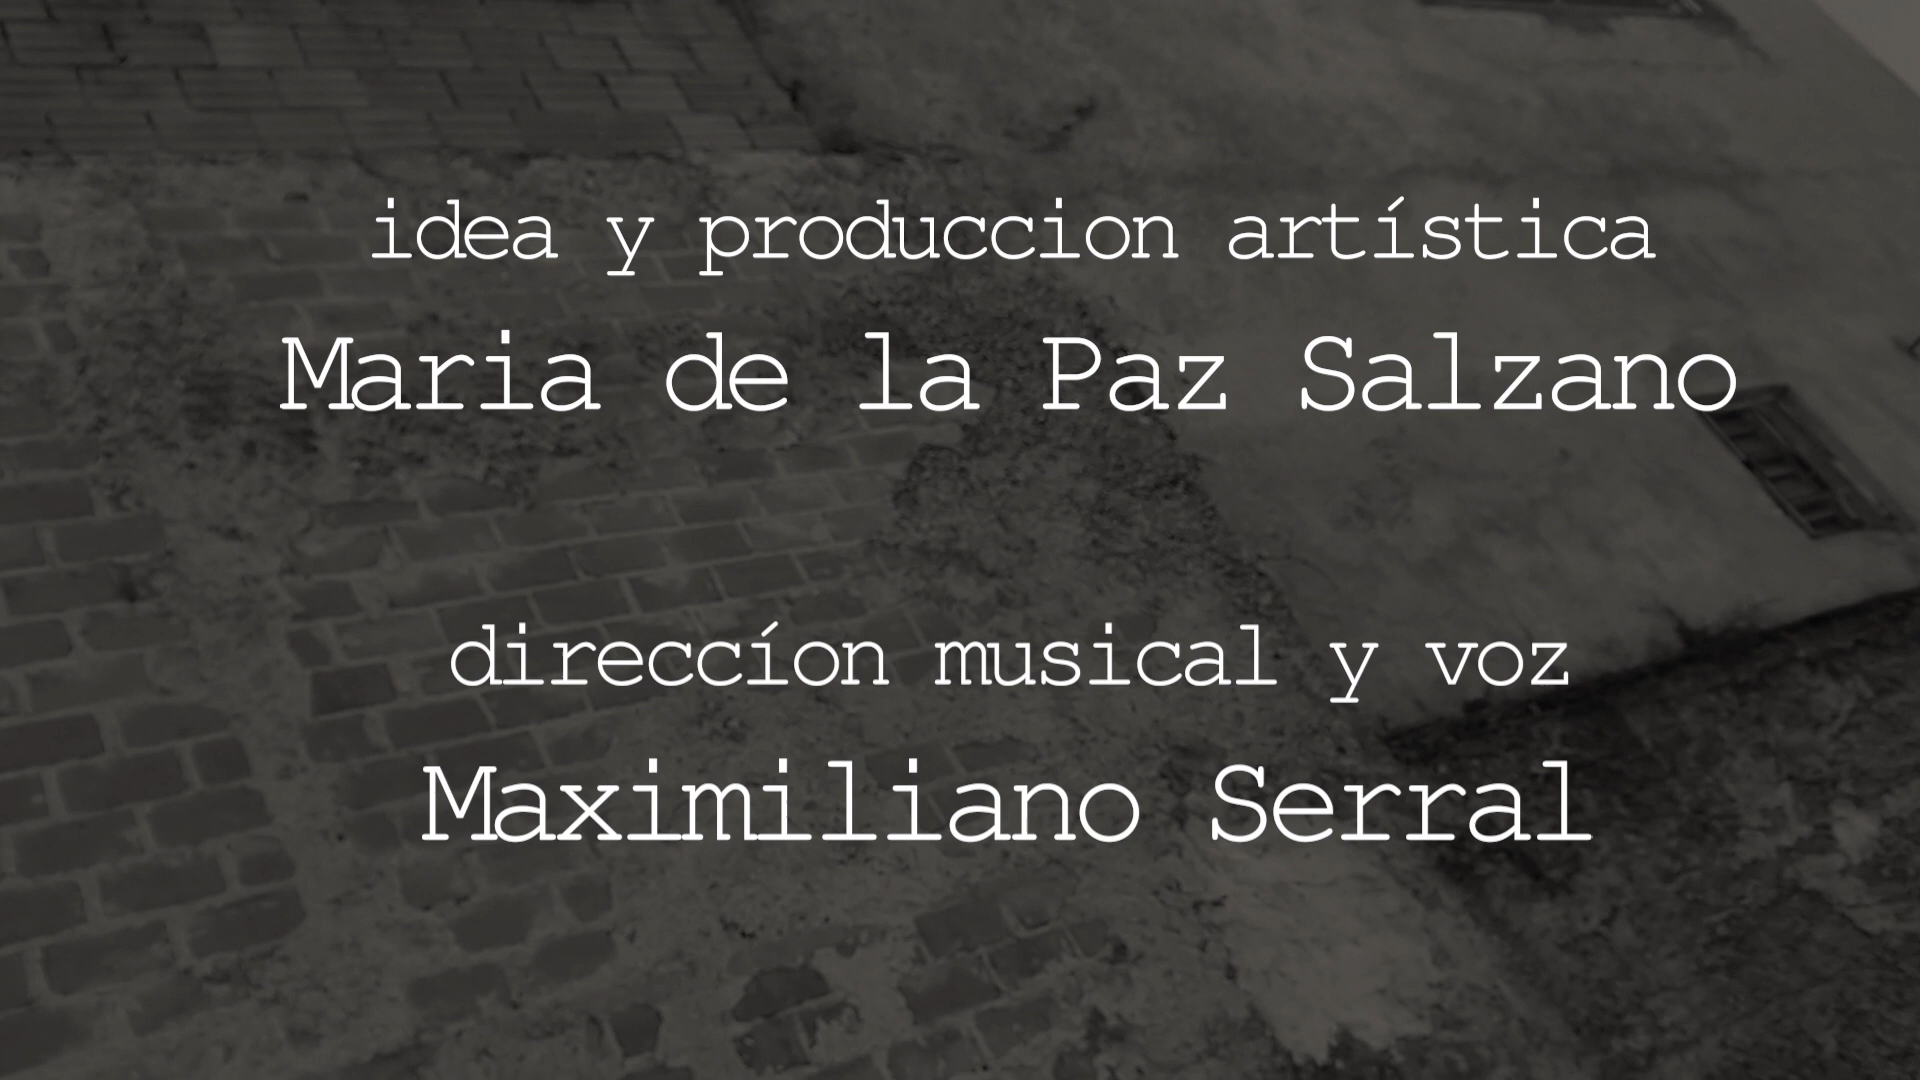 idea y produccion artística
Maria de la Paz Salzano
direccíon musical y voz
Maximiliano Serral